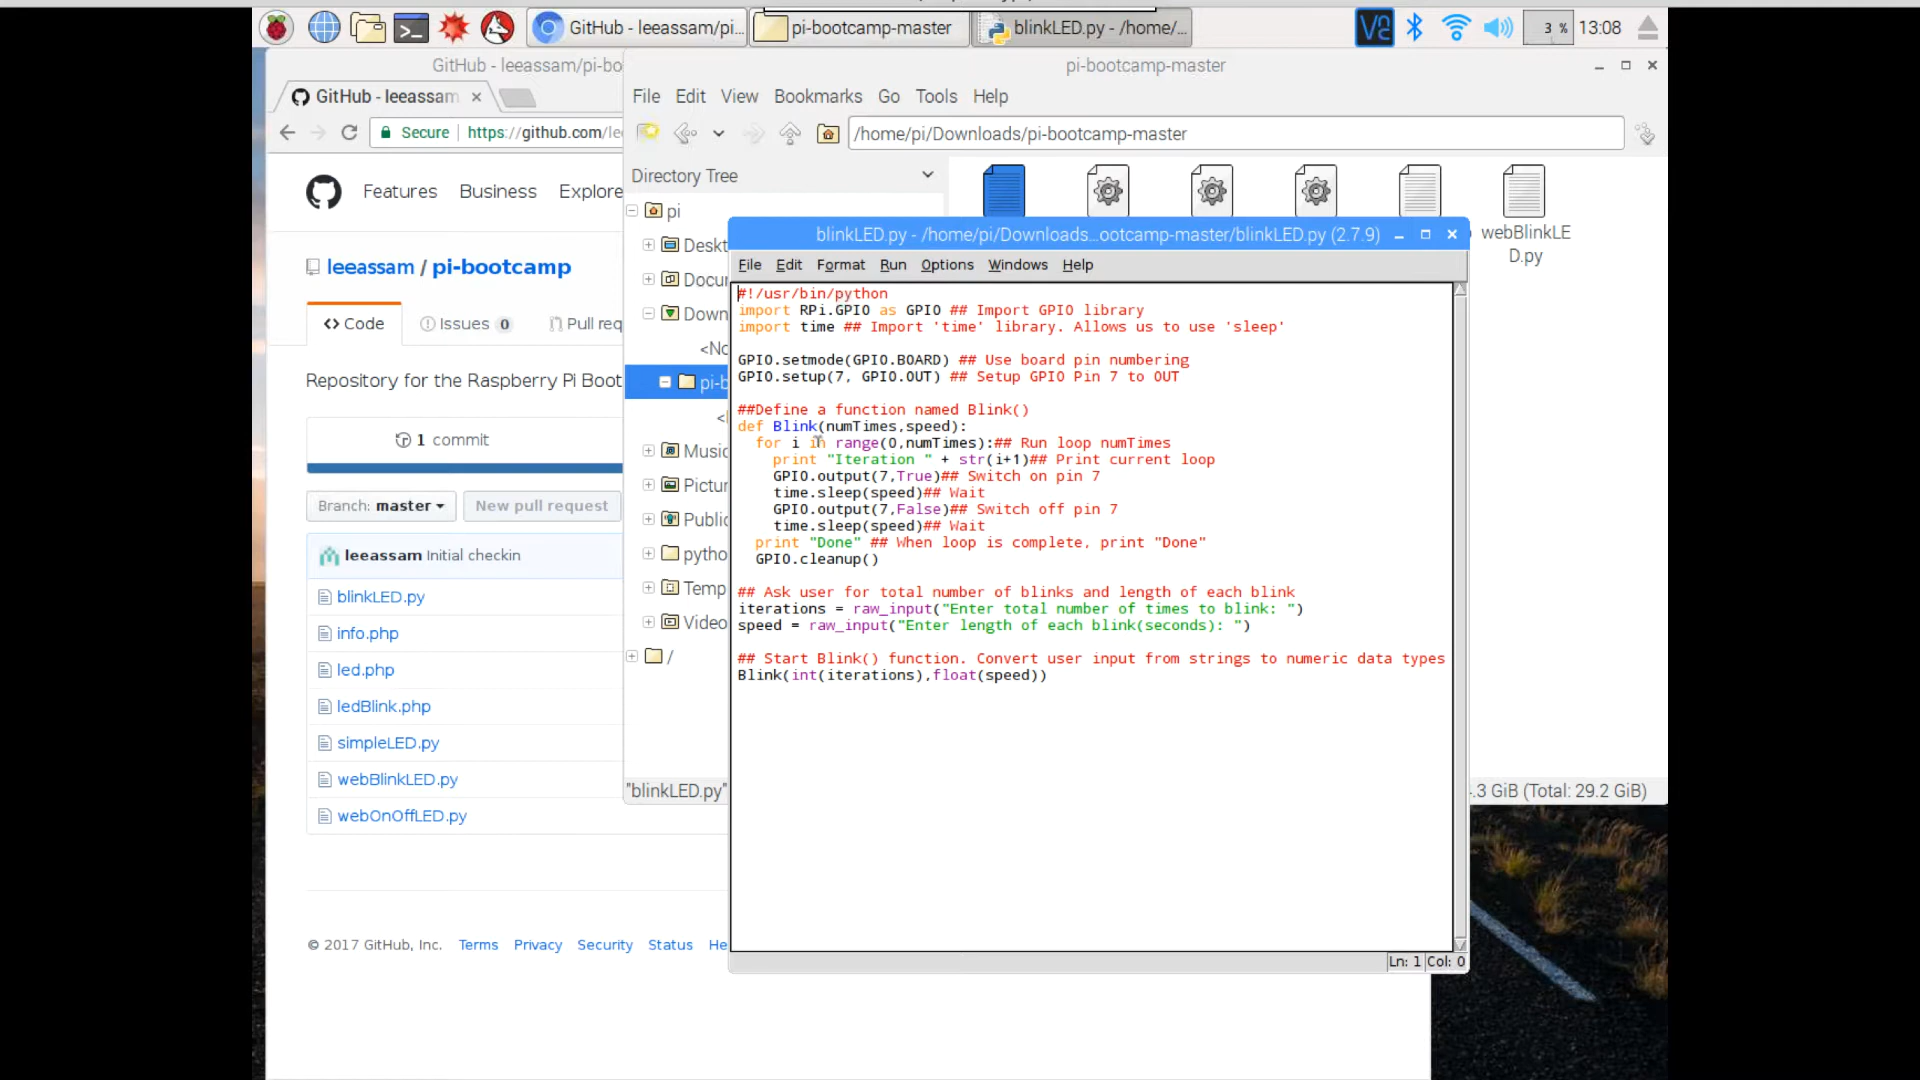 GitHub - leeassam/pi...
pi-bootcamp-master
blinkLED.py - /home/...
3 %
13:08
GitHub - leeassam/pi-bo
pi-bootcamp-master
GitHub - leeassam
File Edit View Bookmarks Go Tools Help
Secure https://github.com/le
/home/pi/Downloads/pi-bootcamp-master
Features Business Explore
Directory Tree
pi
Deskt
Docur
Down
<No
pi-b
Music
Pictur
Public
pytho
Temp
Video
/
webBlinkLE
D.py
leeassam / pi-bootcamp
Code Issues 0 Pull req
Repository for the Raspberry Pi Boot
1 commit
Branch: master New pull request
leeassam Initial checkin
blinkLED.py
info.php
led.php
ledBlink.php
simpleLED.py
webBlinkLED.py
webOnOffLED.py
© 2017 GitHub, Inc. Terms Privacy Security Status He
"blinkLED.py"
.3 GiB (Total: 29.2 GiB)
blinkLED.py - /home/pi/Downloads...ootcamp-master/blinkLED.py (2.7.9)
File Edit Format Run Options Windows Help
#!/usr/bin/python
import RPi.GPIO as GPIO ## Import GPIO library
import time ## Import 'time' library. Allows us to use 'sleep'
GPIO.setmode(GPIO.BOARD) ## Use board pin numbering
GPIO.setup(7, GPIO.OUT) ## Setup GPIO Pin 7 to OUT
##Define a function named Blink()
def Blink(numTimes,speed):
for i in range(0,numTimes):## Run loop numTimes
print "Iteration " + str(i+1)## Print current loop
GPIO.output(7,True)## Switch on pin 7
time.sleep(speed)## Wait
GPIO.output(7,False)## Switch off pin 7
time.sleep(speed)## Wait
print "Done" ## When loop is complete, print "Done"
GPIO.cleanup()
## Ask user for total number of blinks and length of each blink
iterations = raw_input("Enter total number of times to blink: ")
speed = raw_input("Enter length of each blink(seconds): ")
## Start Blink() function. Convert user input from strings to numeric data types
Blink(int(iterations),float(speed))
Ln: 1 Col: 0